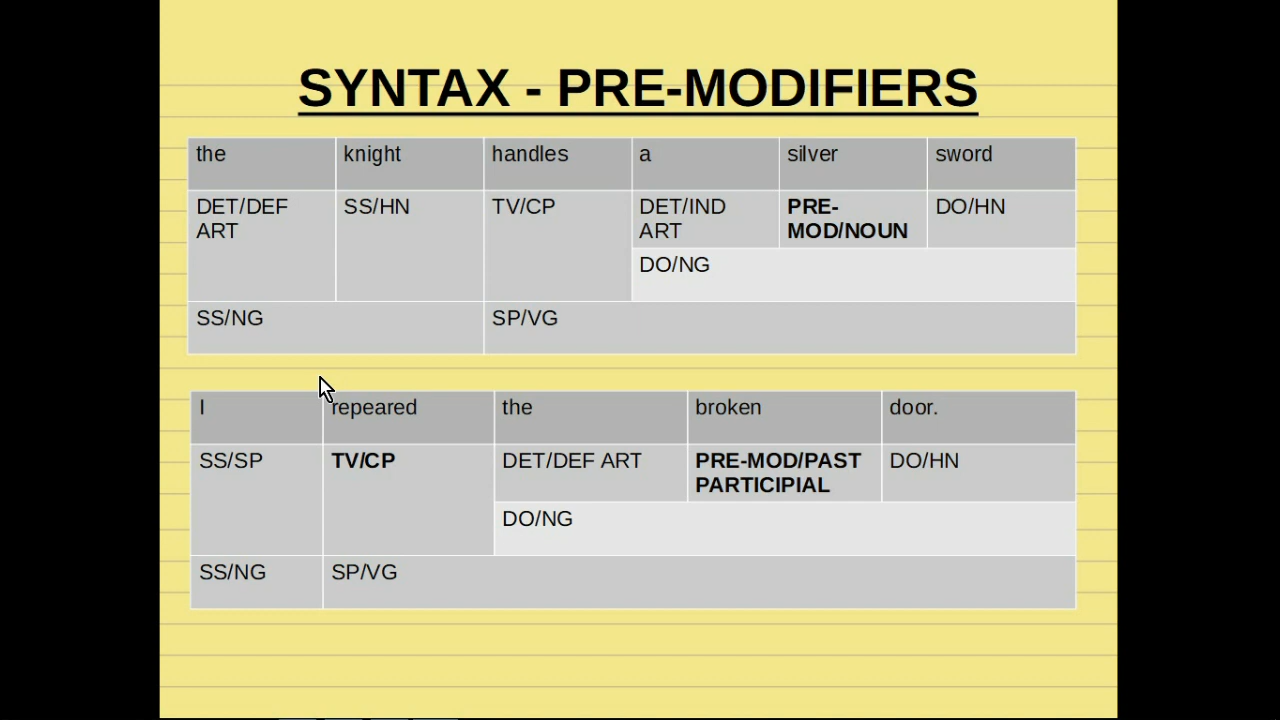 SYNTAX - PRE-MODIFIERS
the knight handles a silver sword
DET/DEF ART SS/HN TV/CP DET/IND ART PRE-MOD/NOUN DO/HN
DO/NG
SS/NG SP/VG
I repeared the broken door.
SS/SP TV/CP DET/DEF ART PRE-MOD/PAST PARTICIPIAL DO/HN
DO/NG
SS/NG SP/VG